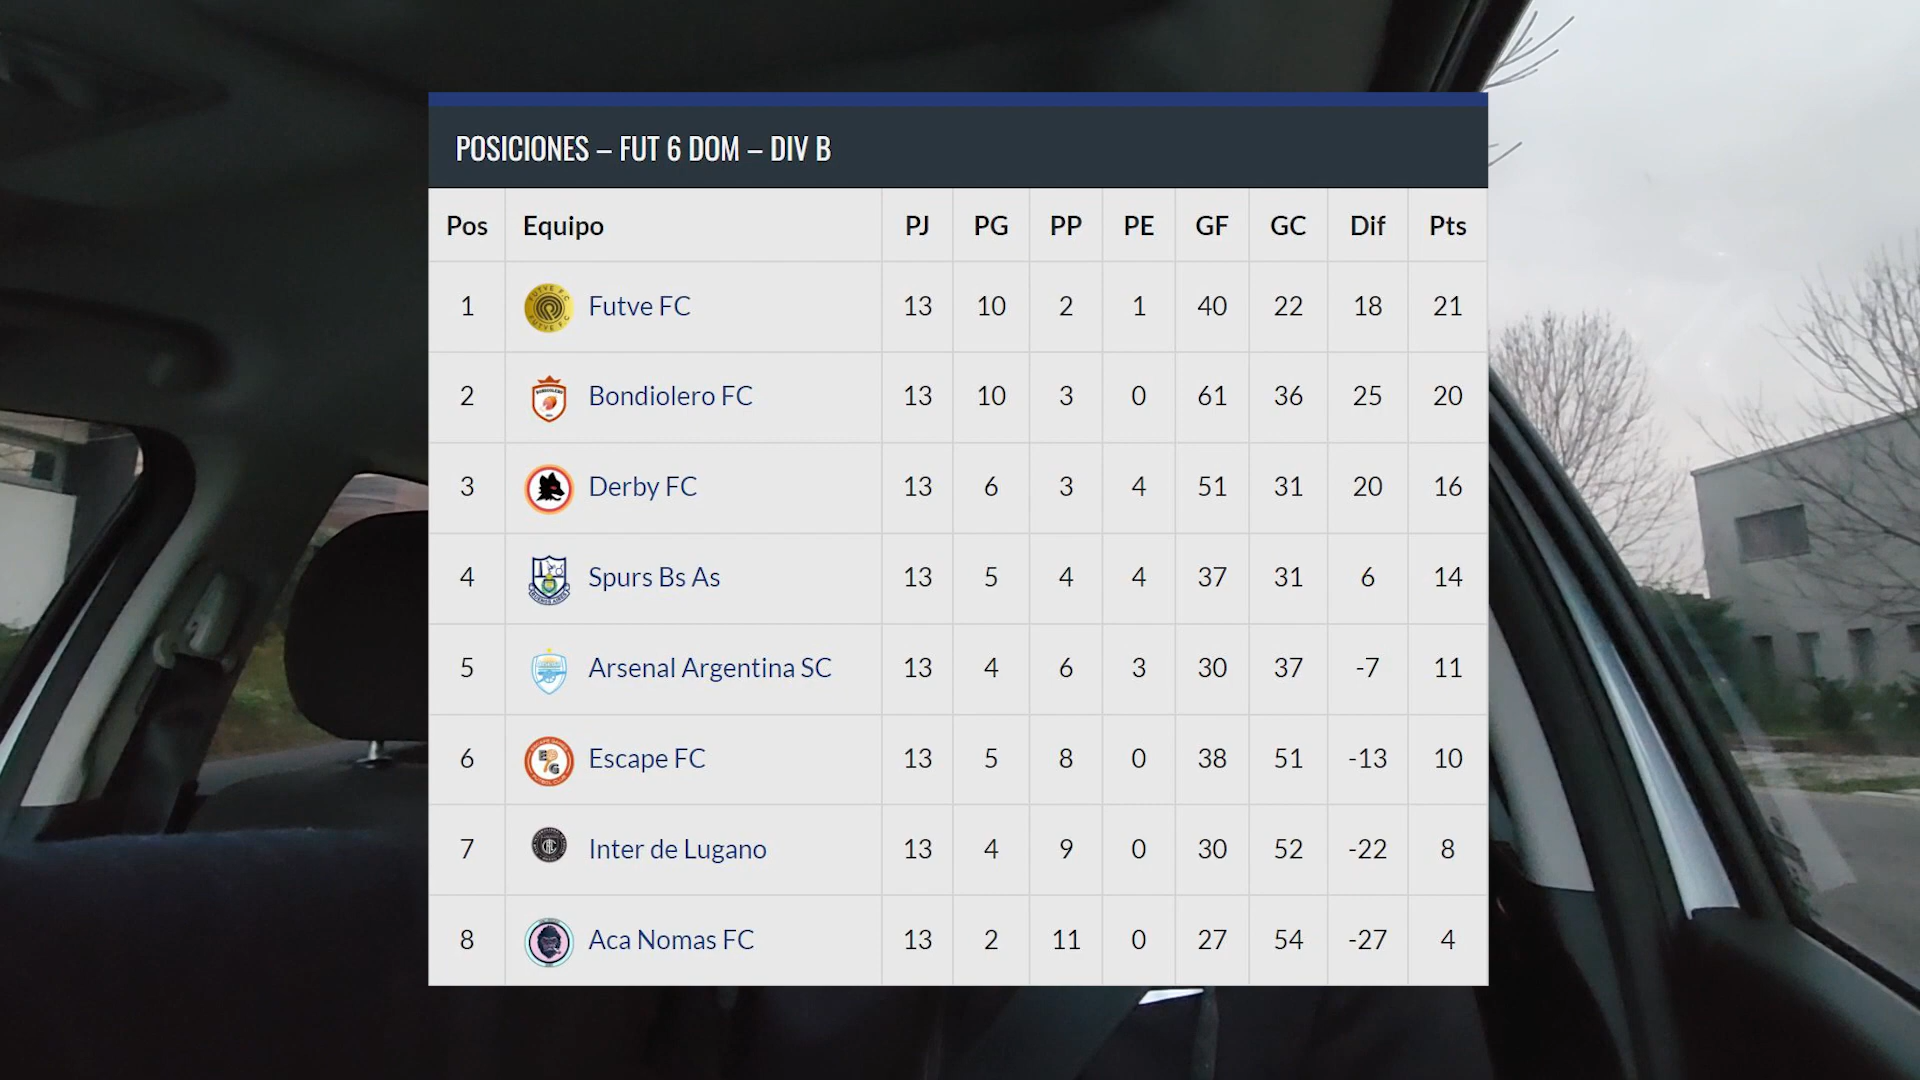 POSICIONES – FUT 6 DOM – DIV B
Pos Equipo PJ PG PP PE GF GC Dif Pts
1 Futve FC 13 10 2 1 40 22 18 21
2 Bondiolero FC 13 10 3 0 61 36 25 20
3 Derby FC 13 6 3 4 51 31 20 16
4 Spurs Bs As 13 5 4 4 37 31 6 14
5 Arsenal Argentina SC 13 4 6 3 30 37 -7 11
6 Escape FC 13 5 8 0 38 51 -13 10
7 Inter de Lugano 13 4 9 0 30 52 -22 8
8 Aca Nomas FC 13 2 11 0 27 54 -27 4